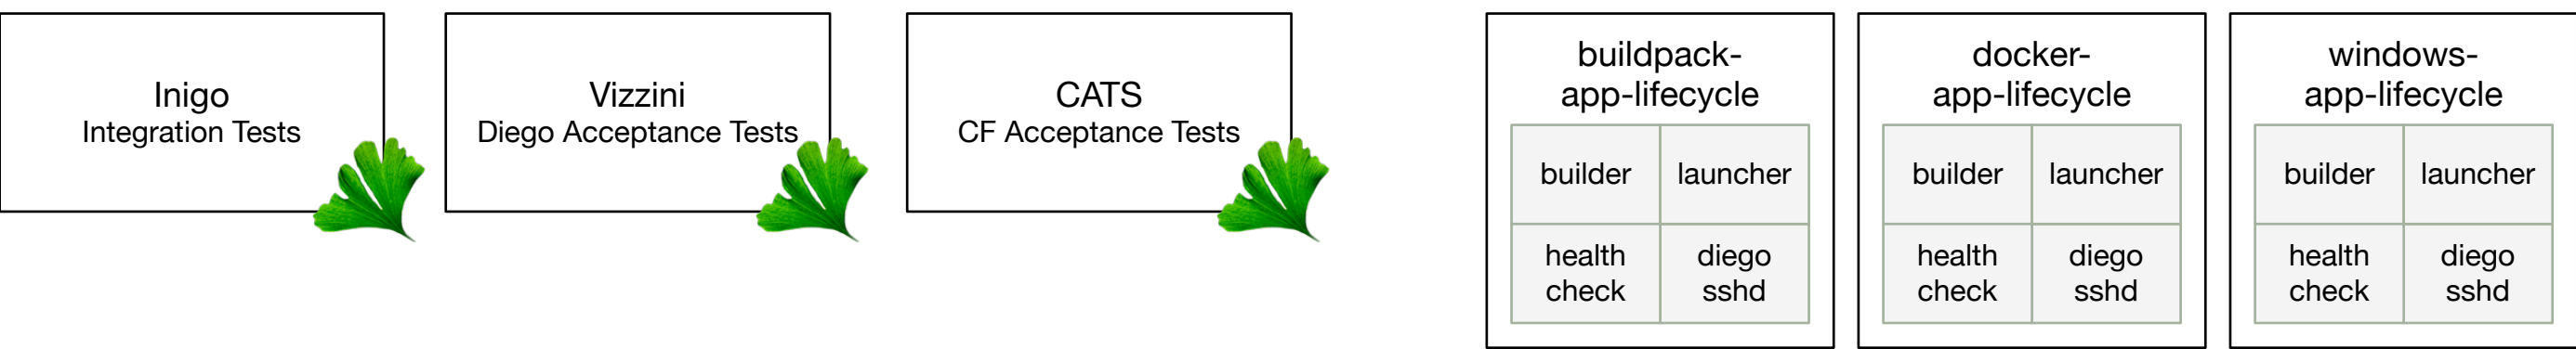 Inigo
Integration Tests
Vizzini
Diego Acceptance Tests
CATS
CF Acceptance Tests
buildpack-
app-lifecycle
builder
launcher
health
check
diego
sshd
docker-
app-lifecycle
builder
launcher
health
check
diego
sshd
windows-
app-lifecycle
builder
launcher
health
check
diego
sshd